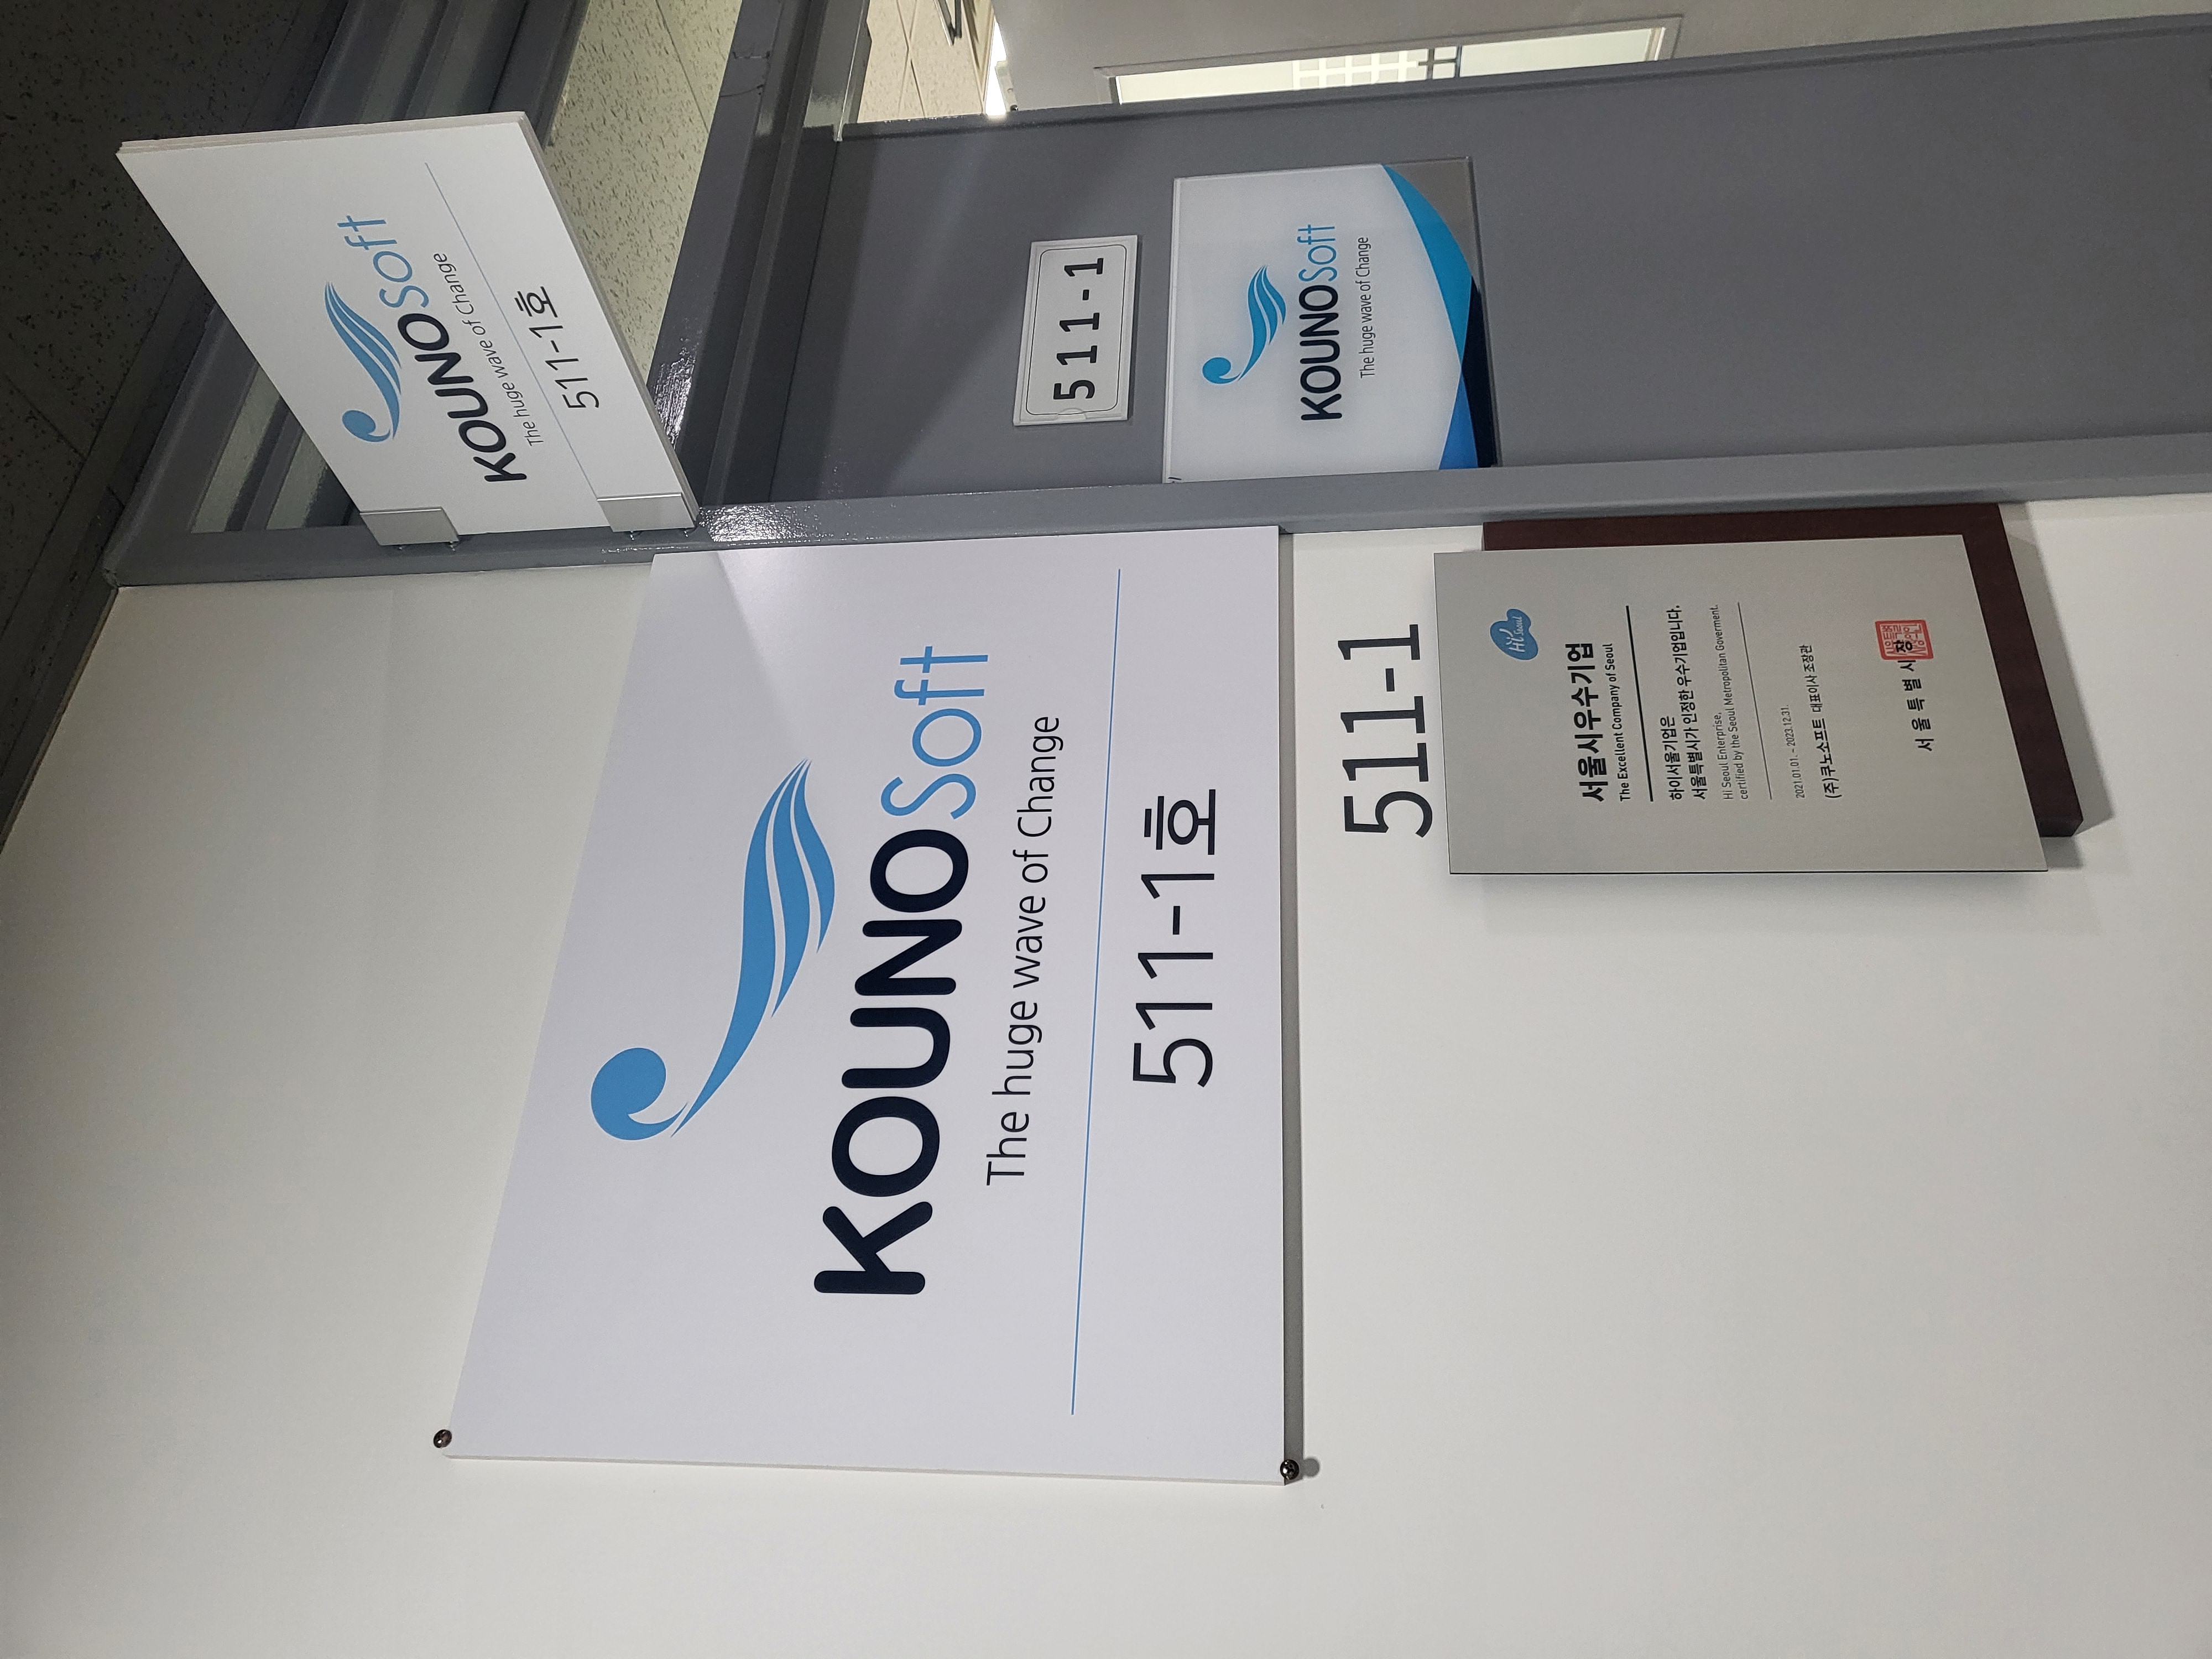 KOUNOSoft
The huge wave of Change
511-1호
511-1
서울시우수기업
The Excellent Company of Seoul
하이서울기업은
서울특별시가 인정한 우수기업입니다.
Hi Seoul Enterprise,
certified by the Seoul Metropolitan Goverment.
2021.01.01. ~ 2023.12.31.
(주)쿠노소프트 대표이사 조장관
서울특별시장
Hi Seoul
KOUNOSoft
The huge wave of Change
511-1호
511-1
KOUNOSoft
The huge wave of Change